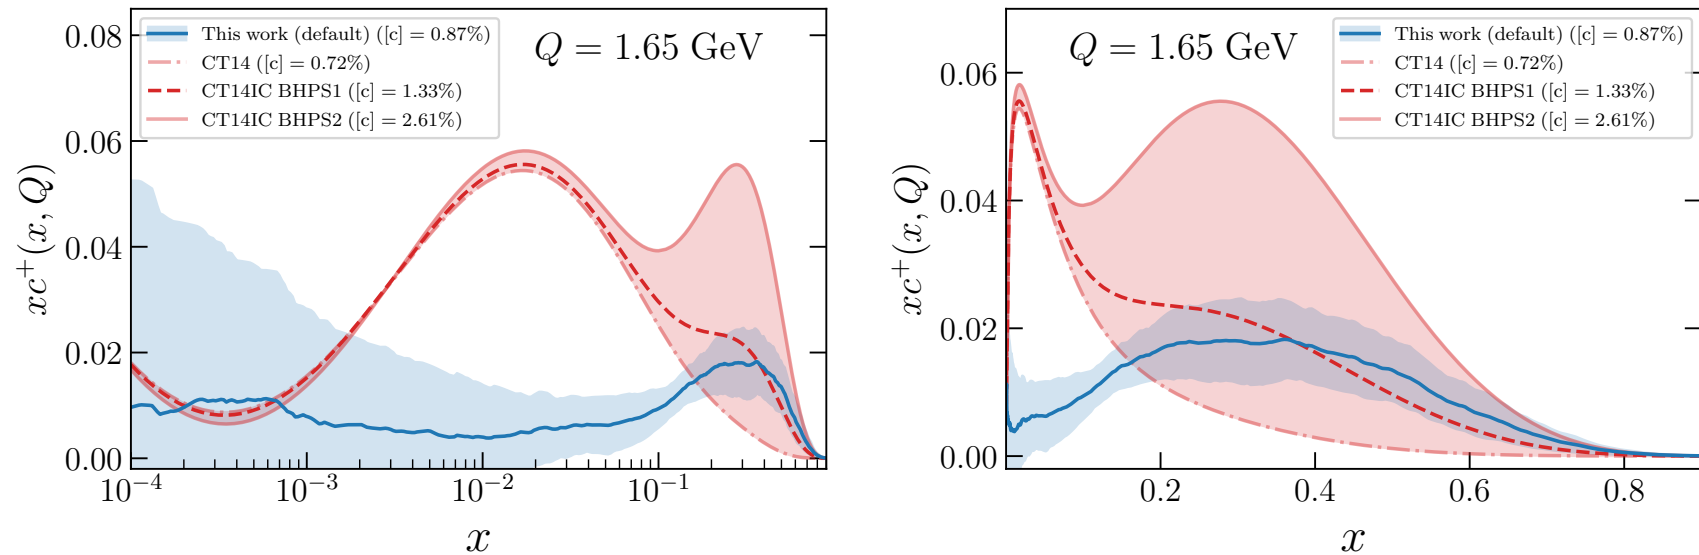 This work (default) ([c] = 0.87%)
CT14 ([c] = 0.72%)
CT14IC BHPS1 ([c] = 1.33%)
CT14IC BHPS2 ([c] = 2.61%)
Q = 1.65 GeV
0.08
0.06
0.04
0.02
0.00
xc⁺(x, Q)
10⁻⁴
10⁻³
10⁻²
10⁻¹
x
Q = 1.65 GeV
This work (default) ([c] = 0.87%)
CT14 ([c] = 0.72%)
CT14IC BHPS1 ([c] = 1.33%)
CT14IC BHPS2 ([c] = 2.61%)
0.06
0.04
0.02
0.00
xc⁺(x, Q)
0.2
0.4
0.6
0.8
x